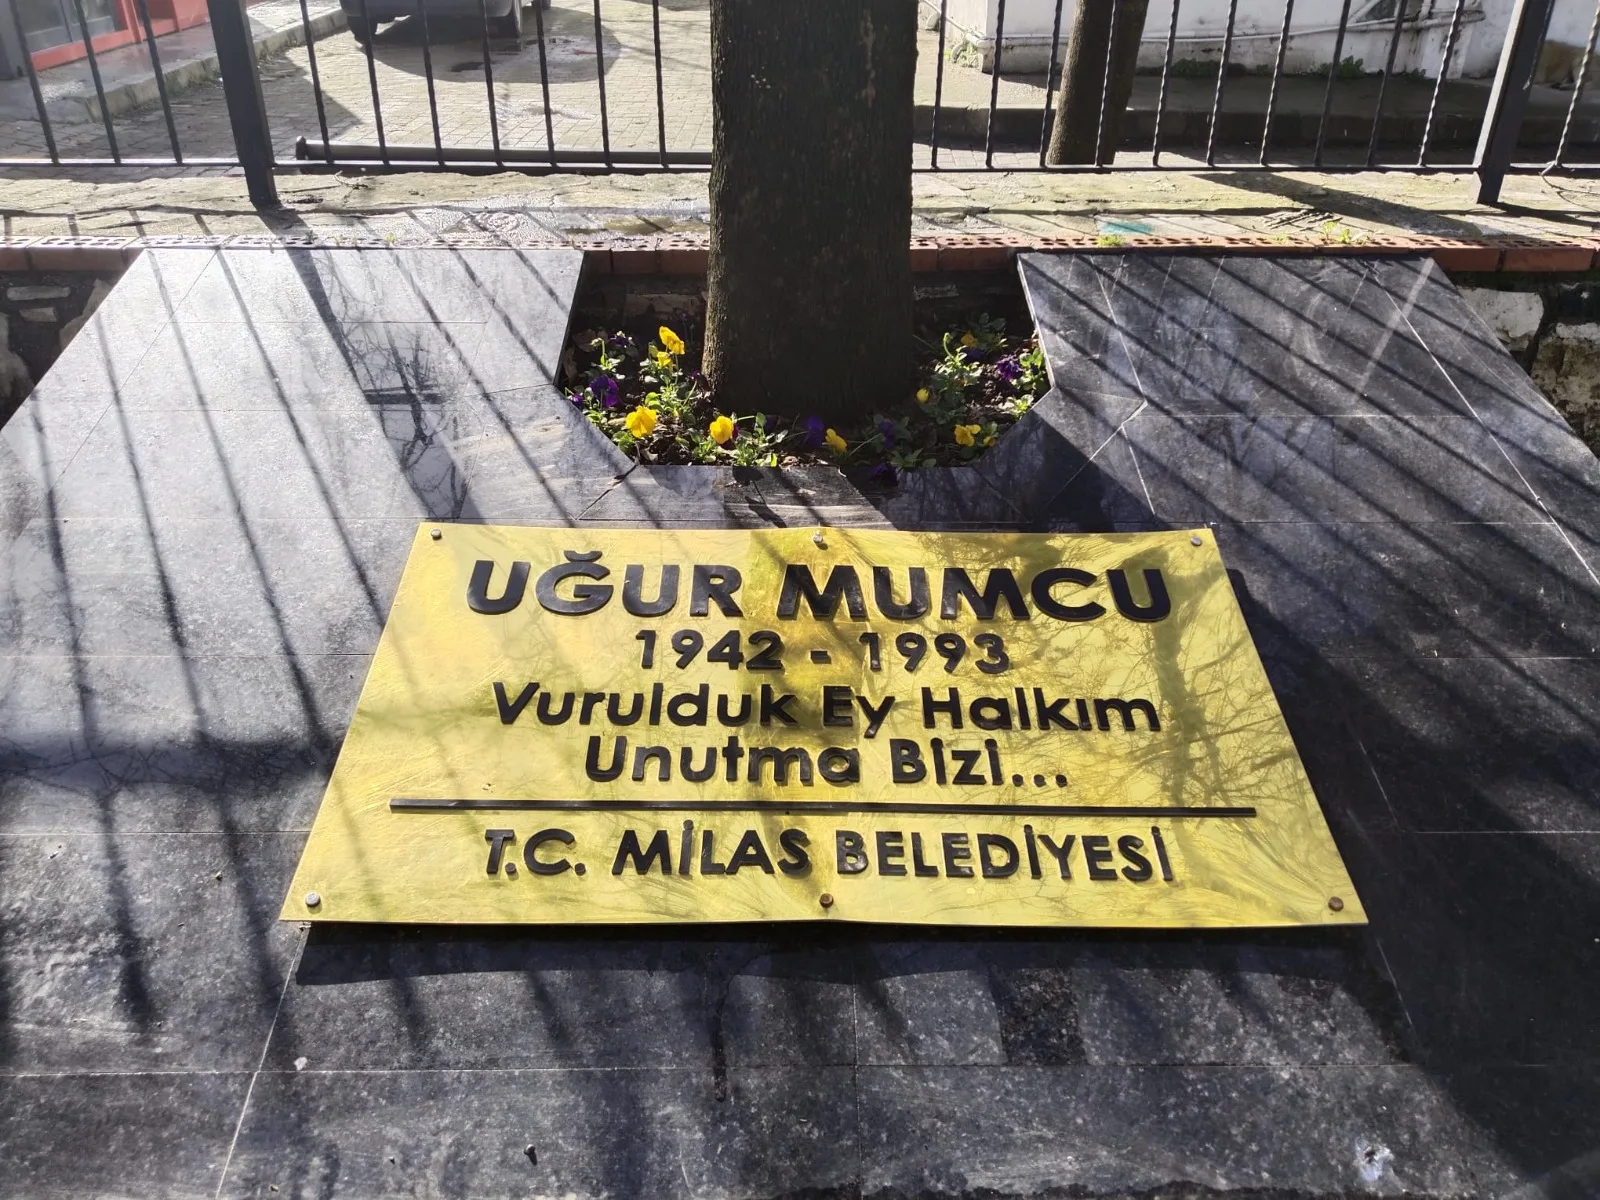 UĞUR MUMCU
1942 - 1993
Vurulduk Ey Halkım
Unutma Bizi...
T.C. MİLAS BELEDİYESİ